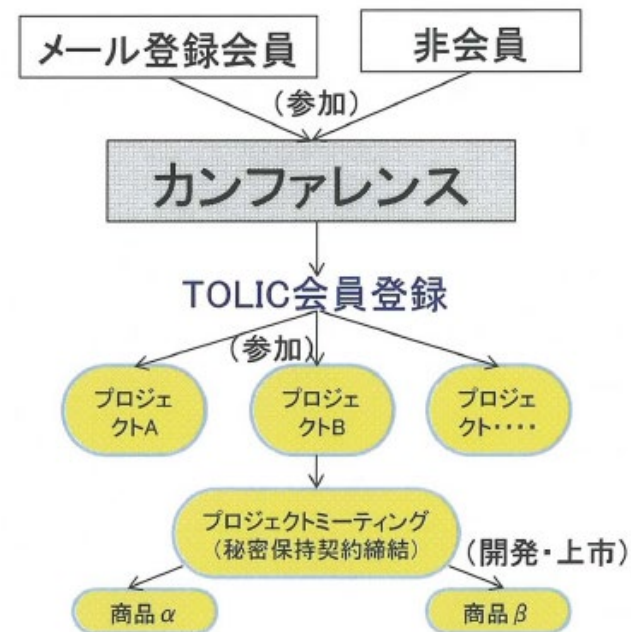 メール登録会員
非会員
(参加)
カンファレンス
TOLIC会員登録
(参加)
プロジェ
クトA
プロジェ
クトB
プロジェ
クト・・・・
プロジェクトミーティング
(秘密保持契約締結)
(開発・上市)
商品α
商品β